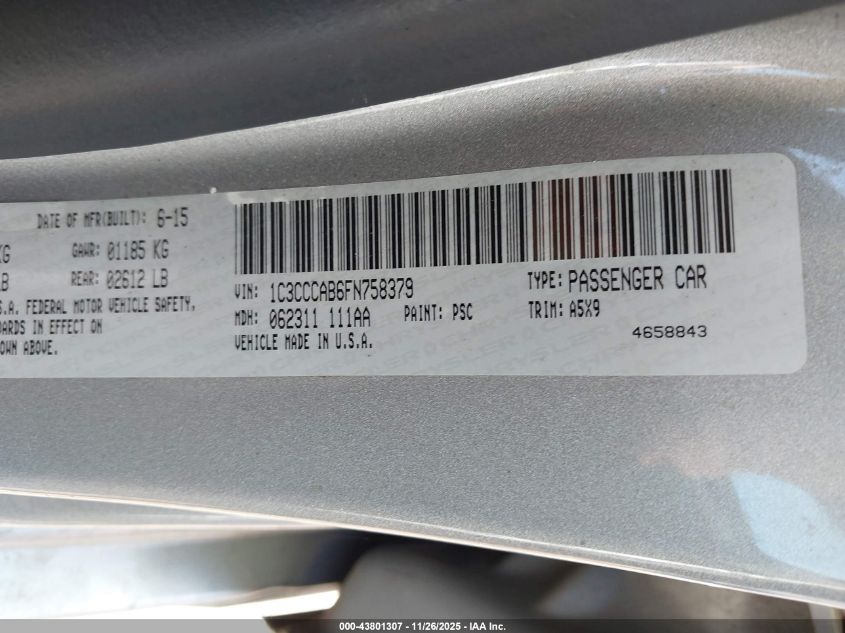 DATE OF MFR(BUILT): 6-15
KG GAWR: 01185 KG
LB REAR: 02612 LB
S.A. FEDERAL MOTOR VEHICLE SAFETY,
DARDS IN EFFECT ON
OWN ABOVE.
VIN: 1C3CCCAB6FN758379 TYPE: PASSENGER CAR
MDH: 062311 111AA PAINT: PSC TRIM: A5X9
VEHICLE MADE IN U.S.A. 4658843
000-43801307 - 11/26/2025 - IAA Inc.